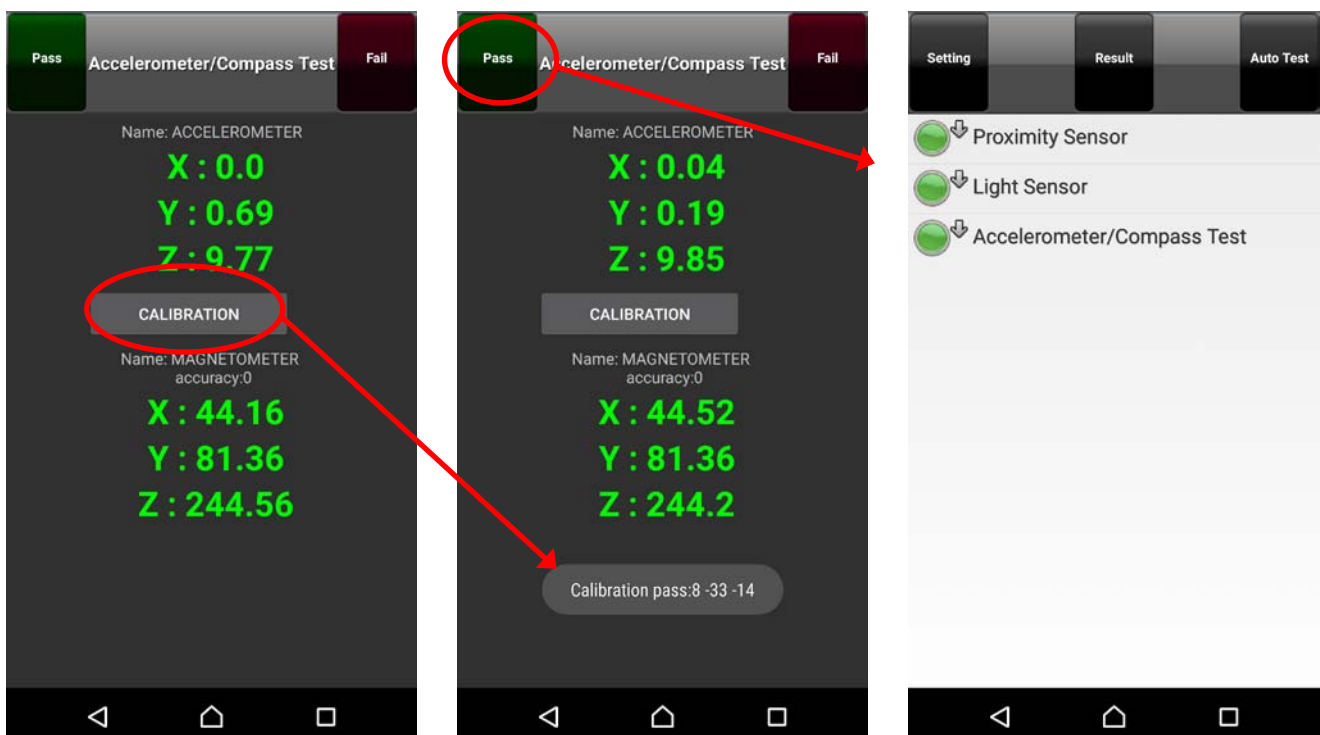 Pass
Accelerometer/Compass Test
Fail
Name: ACCELEROMETER
X : 0.0
Y : 0.69
Z : 9.77
CALIBRATION
Name: MAGNETOMETER
accuracy:0
X : 44.16
Y : 81.36
Z : 244.56
Pass
Accelerometer/Compass Test
Fail
Name: ACCELEROMETER
X : 0.04
Y : 0.19
Z : 9.85
CALIBRATION
Name: MAGNETOMETER
accuracy:0
X : 44.52
Y : 81.36
Z : 244.2
Calibration pass:8 -33 -14
Setting
Result
Auto Test
Proximity Sensor
Light Sensor
Accelerometer/Compass Test